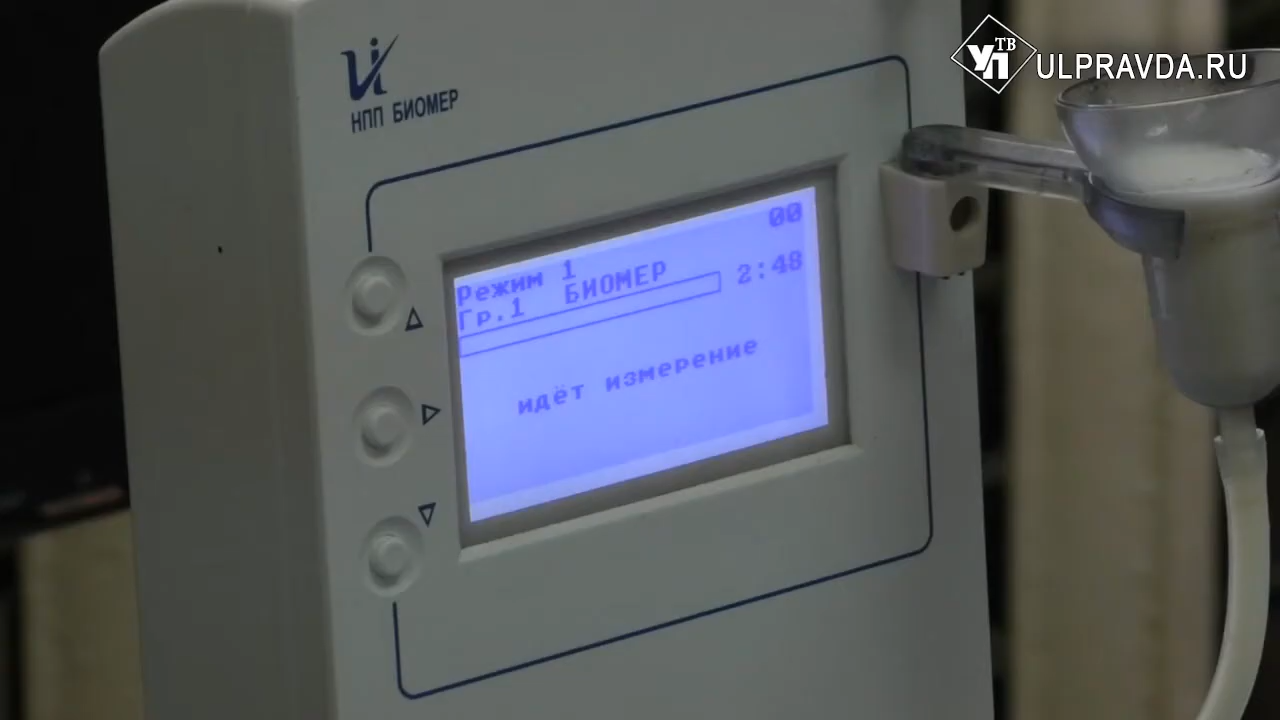 УП ТВ
ULPRAVDA.RU
НПП БИОМЕР
00
Режим 1
Гр.1 БИОМЕР 2:48
идёт измерение